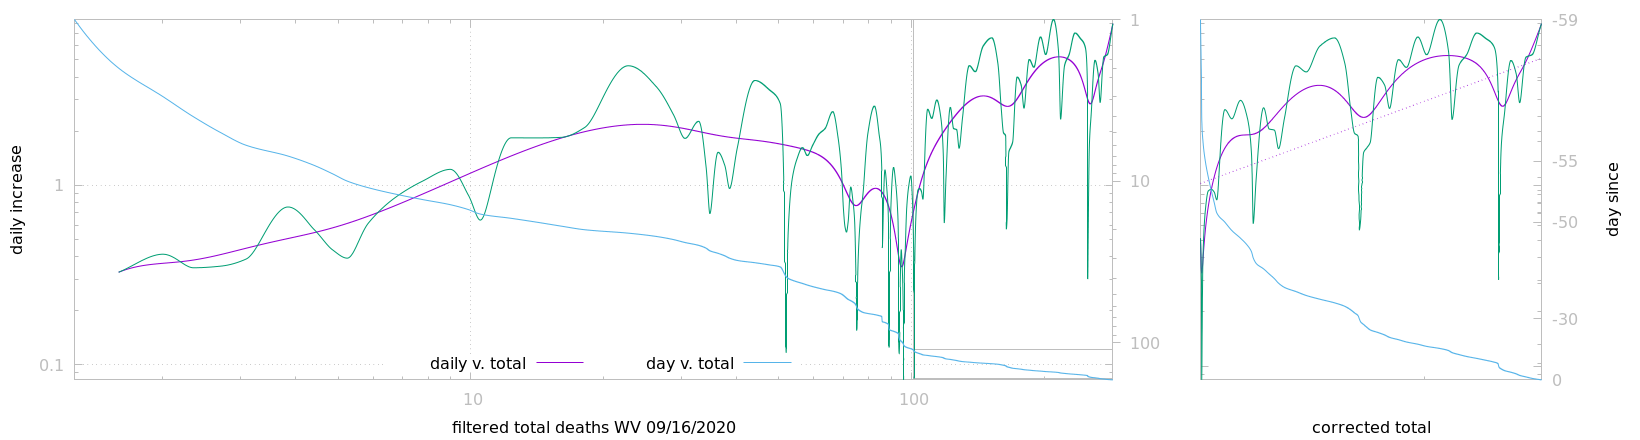 1
-59
-55
daily increase
1
10
day since
-50
-30
100
daily v. total
day v. total
0.1
0
10
100
filtered total deaths WV 09/16/2020
corrected total